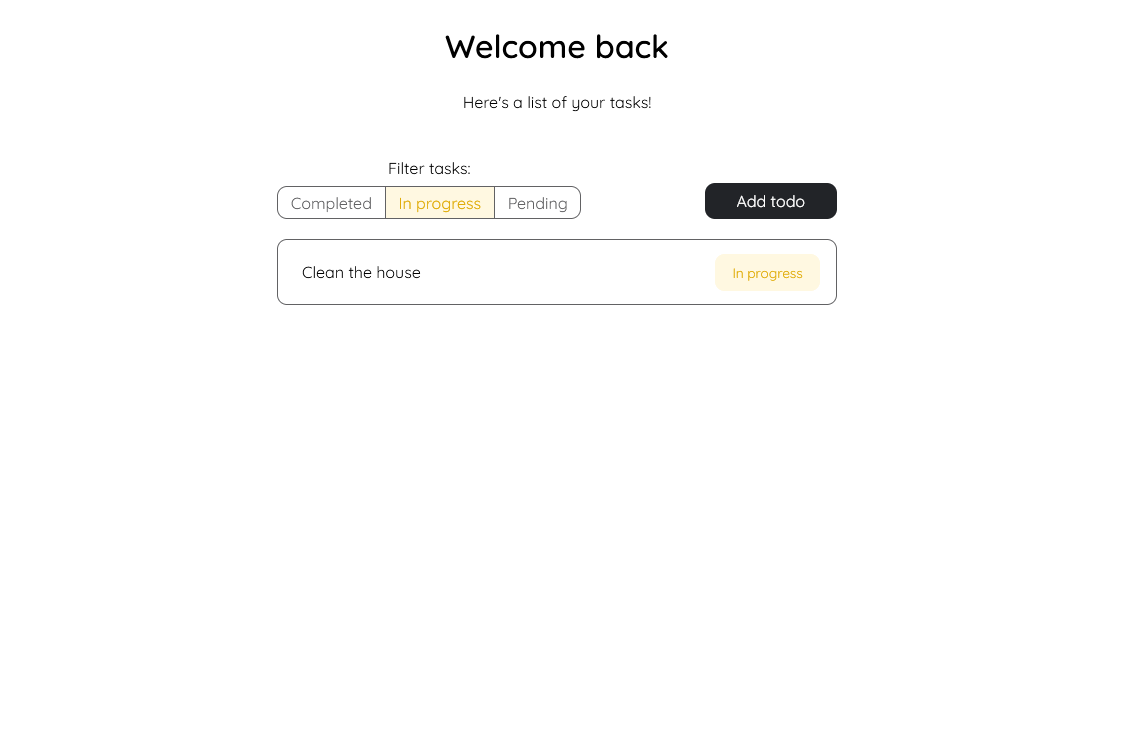 Welcome back
Here's a list of your tasks!
Filter tasks:
Completed In progress Pending Add todo
Clean the house In progress